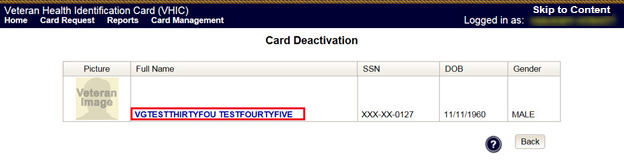 Veteran Health Identification Card (VHIC) Skip to Content
Home Card Request Reports Card Management Logged in as:
Card Deactivation
Picture Full Name SSN DOB Gender
Veteran
Image
VGTESTTHIRTYFOU TESTFOURTYFIVE XXX-XX-0127 11/11/1960 MALE
? Back